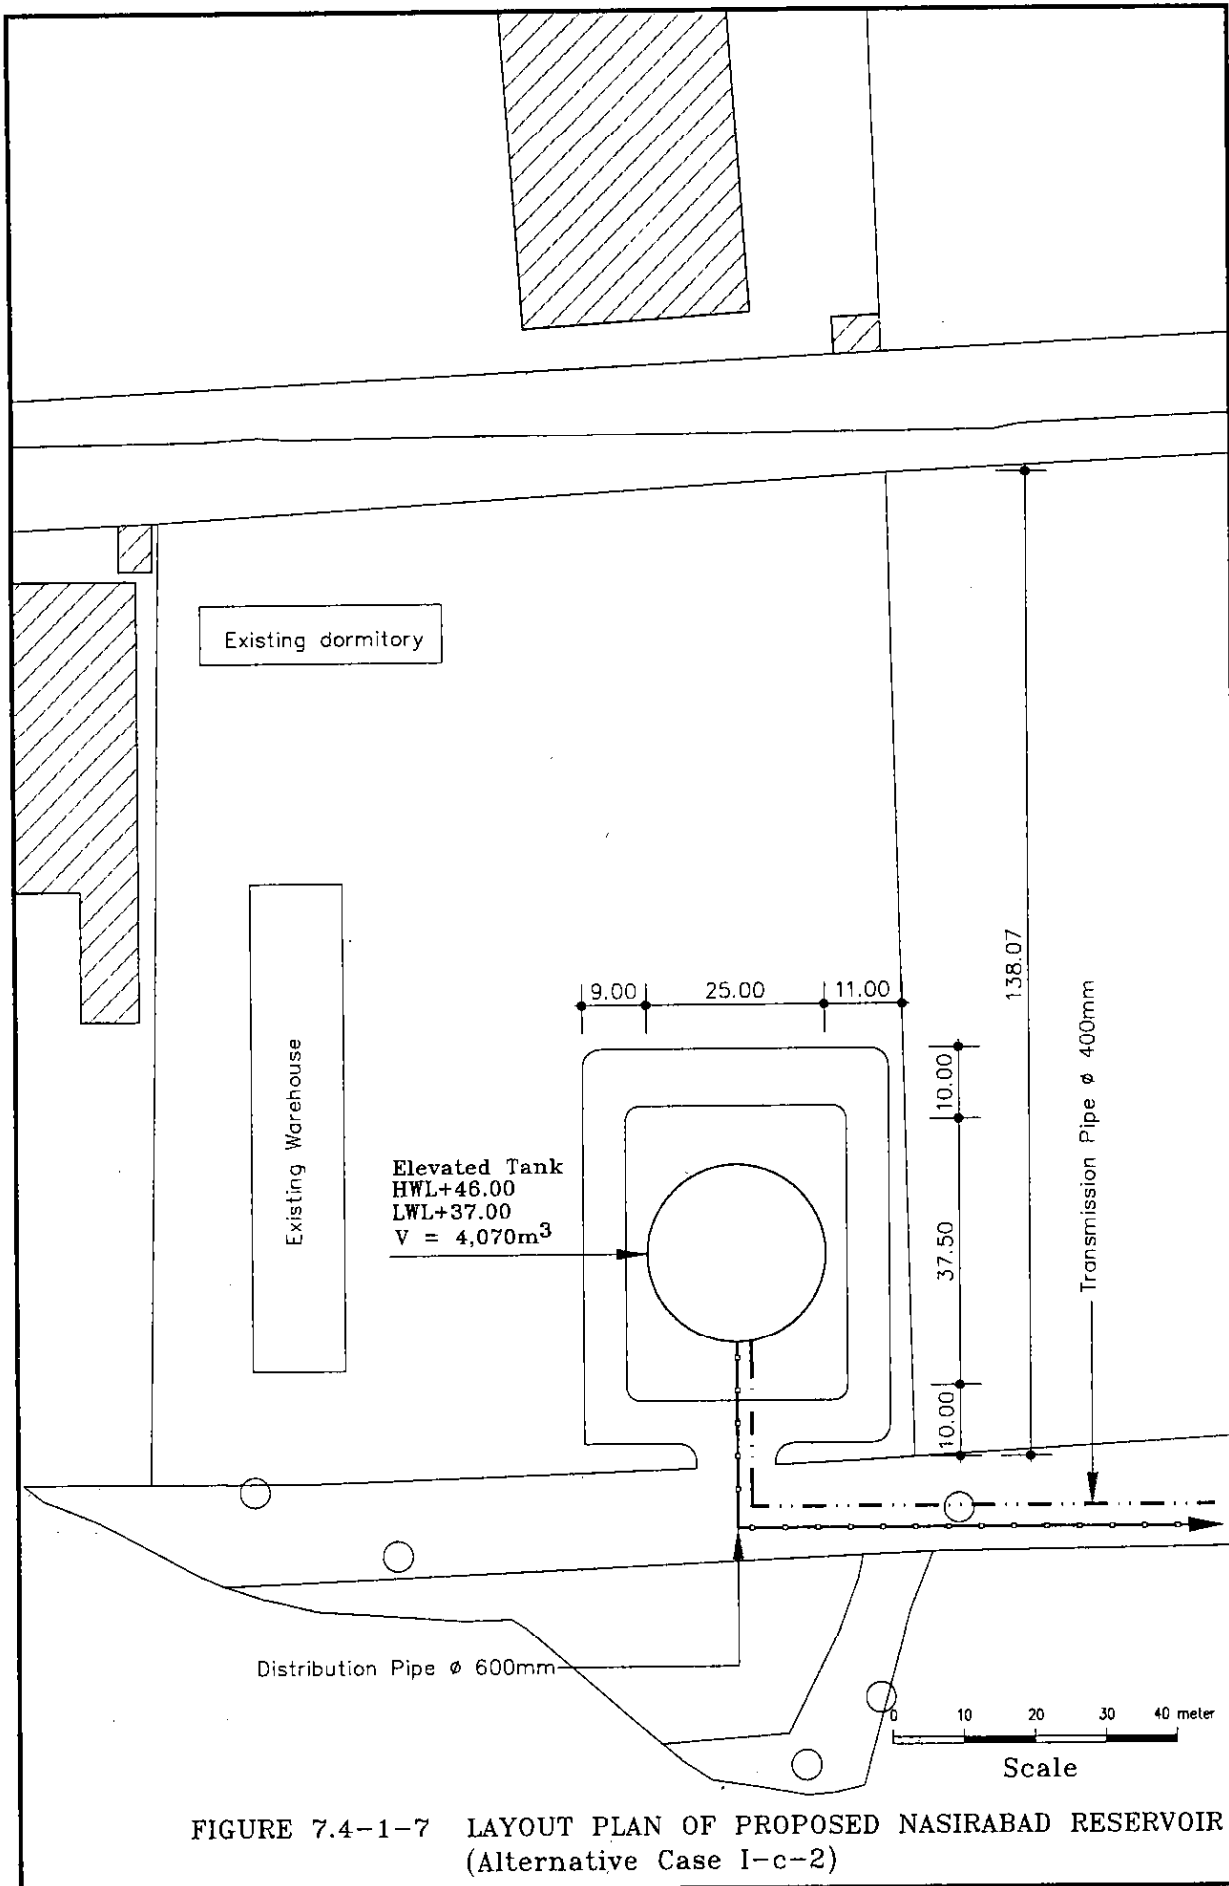 Existing dormitory
138.07
9.00
25.00
11.00
Transmission Pipe ø 400mm
10.00
Existing Warehouse
Elevated Tank
HWL+46.00
LWL+37.00
V = 4,070m³
37.50
10.00
Distribution Pipe ø 600mm
0 10 20 30 40 meter
Scale
FIGURE 7.4-1-7 LAYOUT PLAN OF PROPOSED NASIRABAD RESERVOIR
(Alternative Case I-c-2)